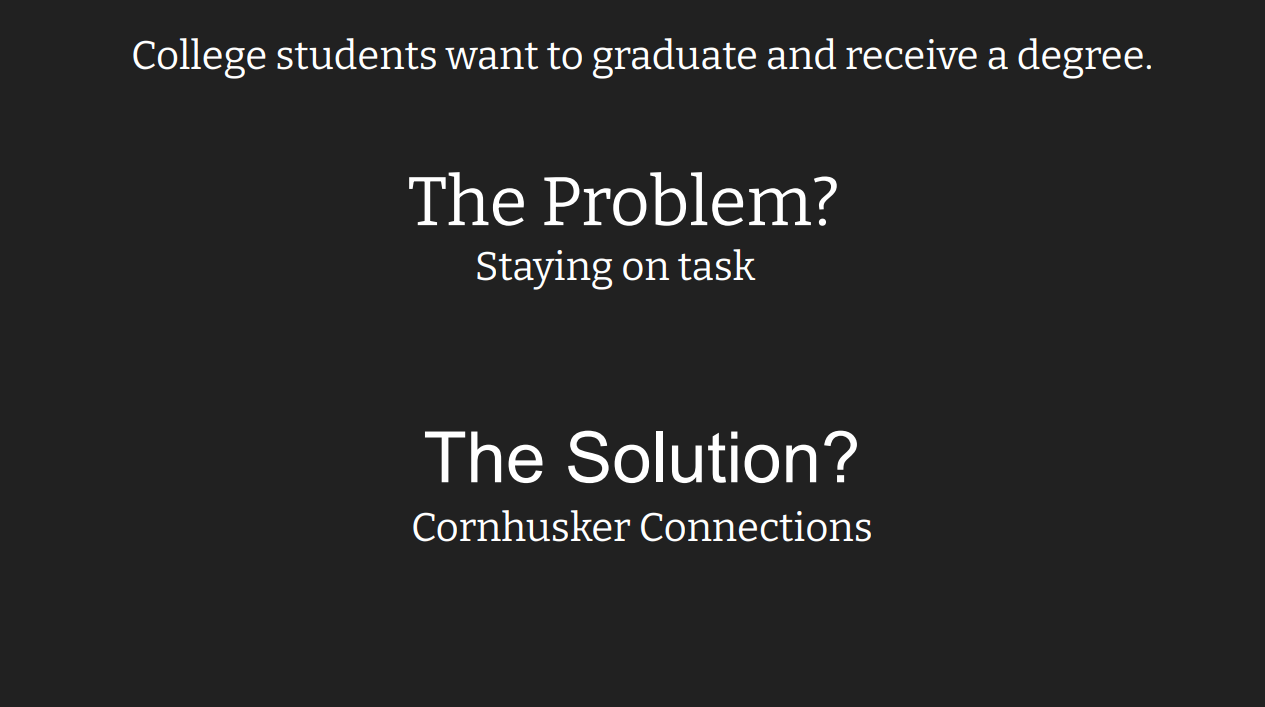 College students want to graduate and receive a degree.
The Problem?
Staying on task
The Solution?
Cornhusker Connections